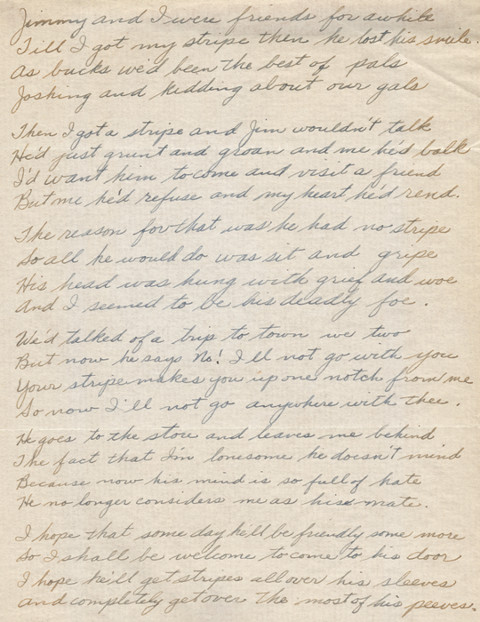 Jimmy and I were friends for awhile
Till I got my stripe then he lost his smile.
As bucks we'd been the best of pals
Joshing and kidding about our gals
Then I got a stripe and Jim wouldn't talk
He'd just grunt and groan and me he'd balk
I'd want him to come and visit a friend
But me he'd refuse and my heart he'd rend.
The reason for that was he had no stripe
So all he would do was sit and gripe
His head was hung with grief and woe
And I seemed to be his deadly foe.
We'd talked of a trip to town we two
But now he says No! I'll not go with you
Your stripe makes you up one notch from me
So now I'll not go anywhere with thee.
He goes to the store and leaves me behind
The fact that I'm lonesome he doesn't mind
Because now his mind is so full of hate
He no longer considers me as his mate.
I hope that some day he'll be friendly some more
So I shall be welcome to come to his door
I hope he'll get stripes all over his sleeves
And completely get over the most of his peeves.